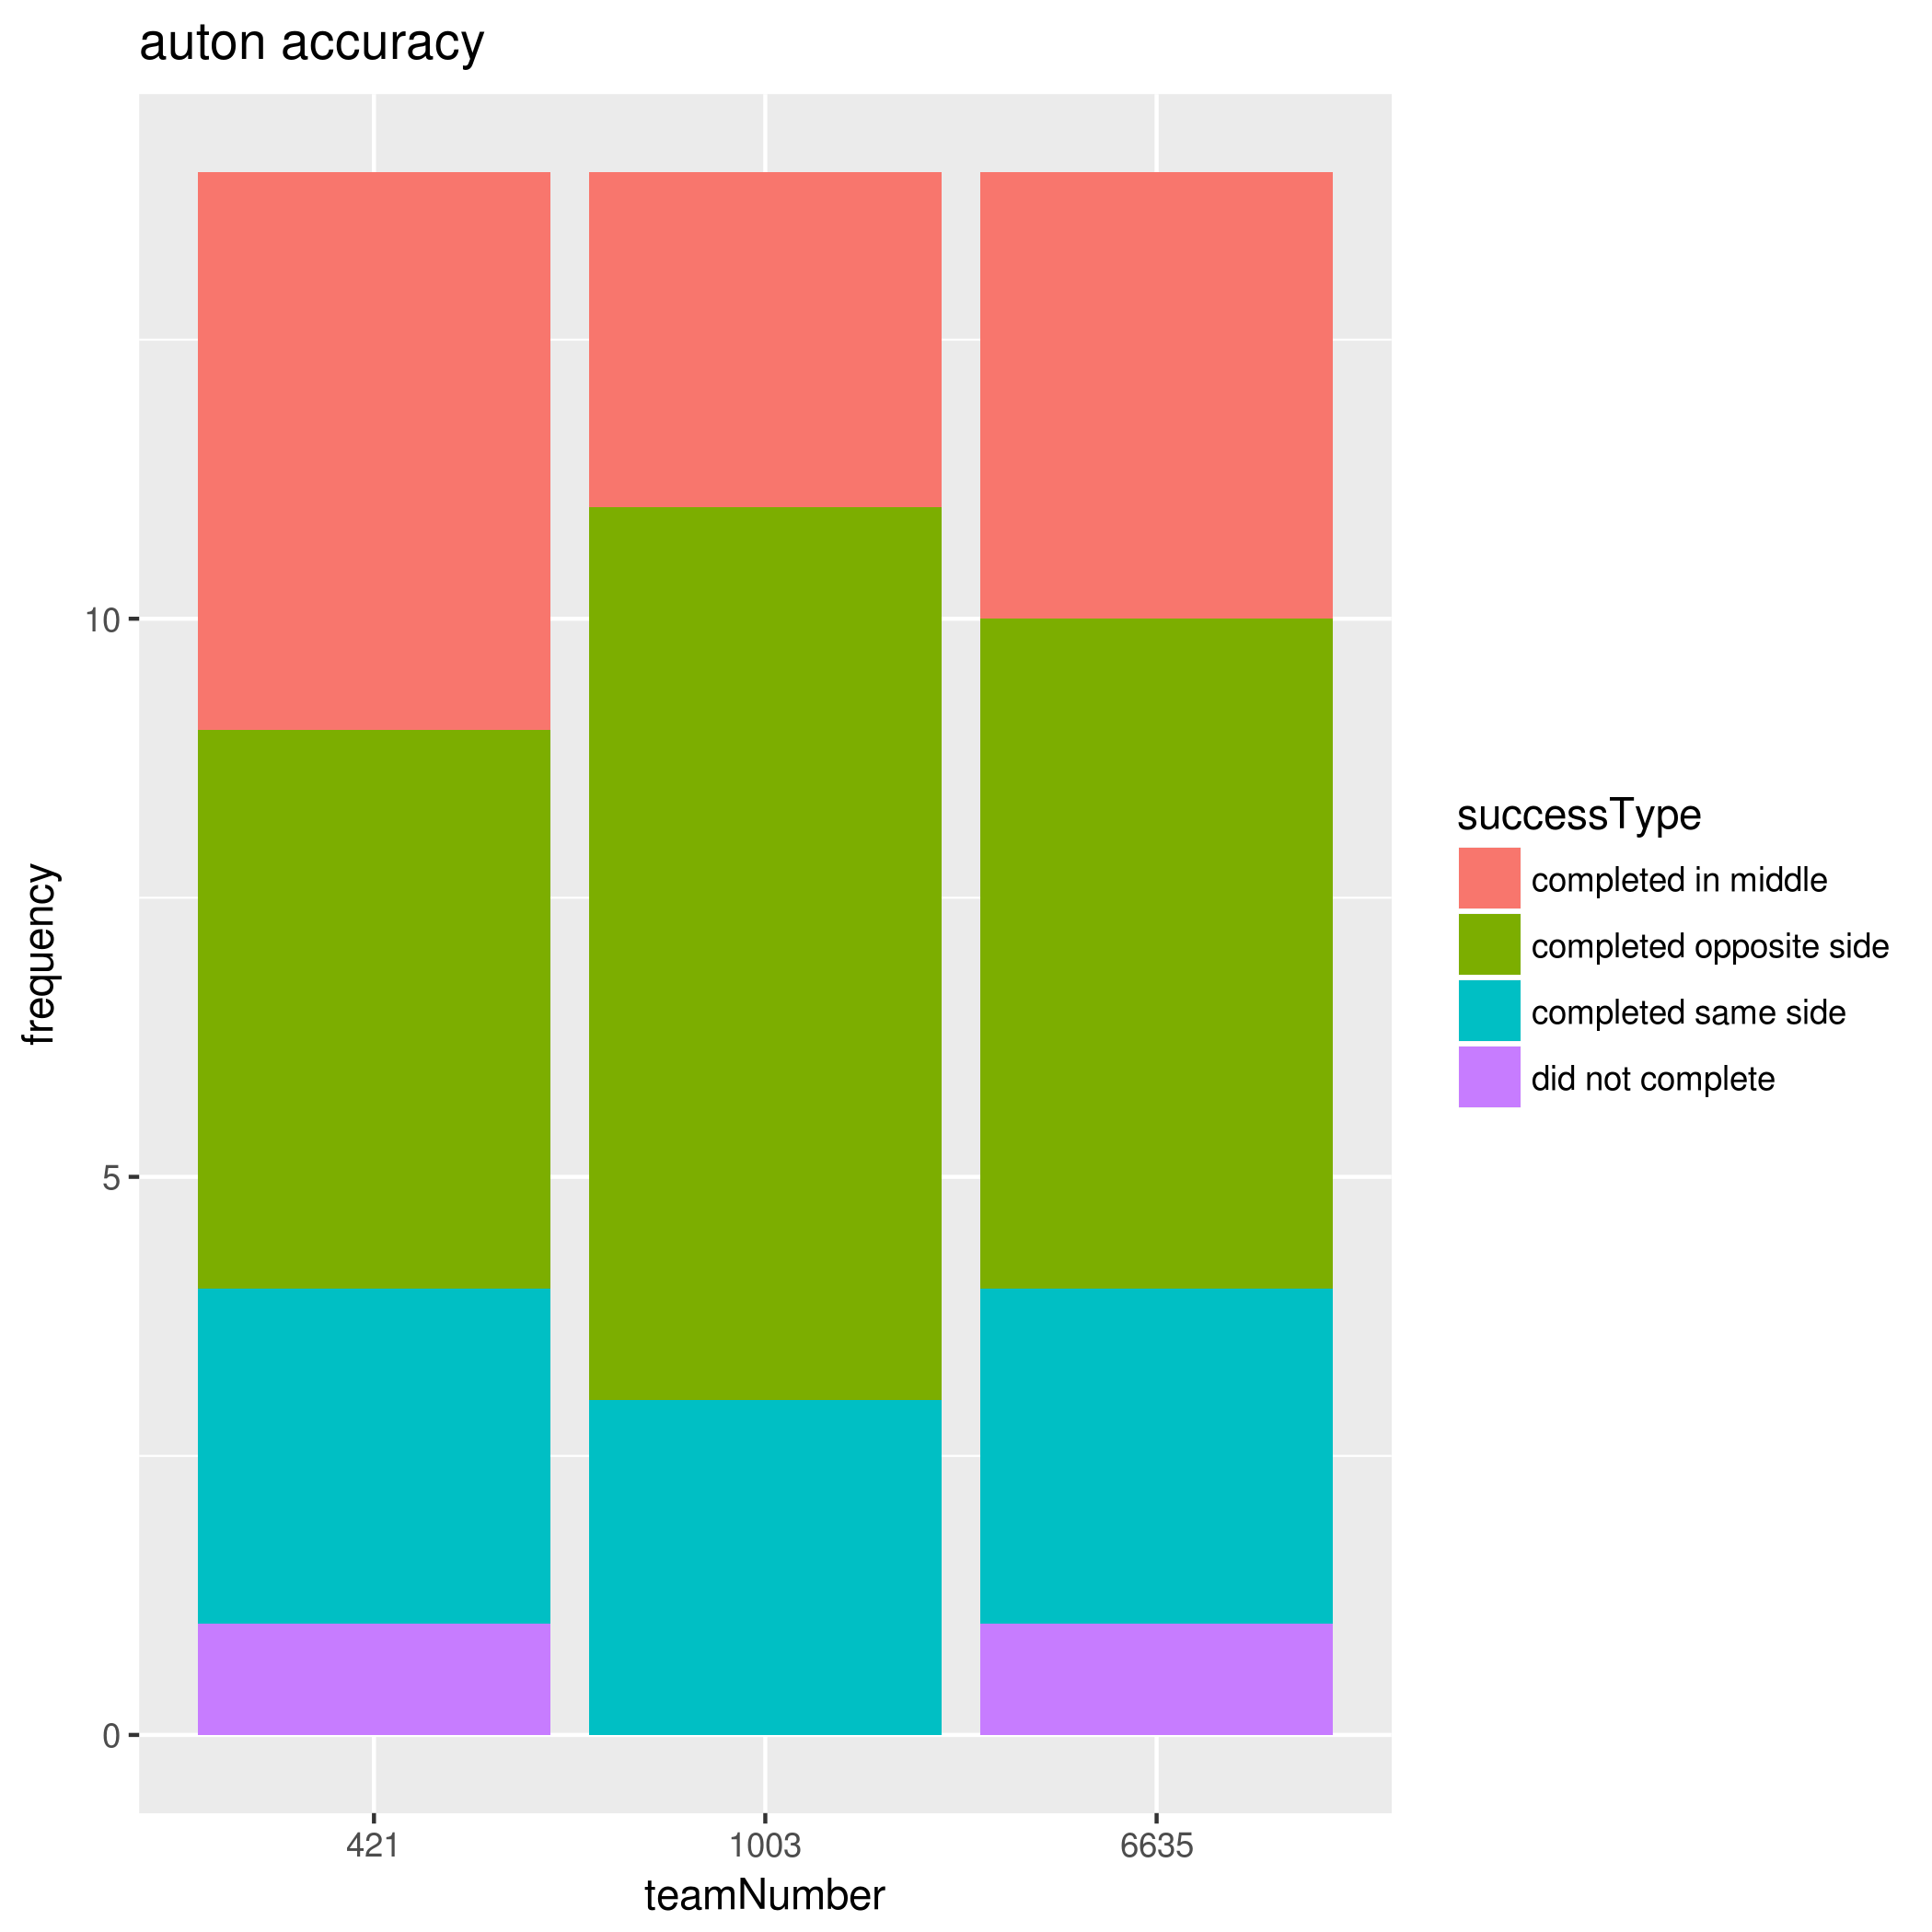 auton accuracy
frequency
10
5
0
421
1003
6635
teamNumber
successType
completed in middle
completed opposite side
completed same side
did not complete